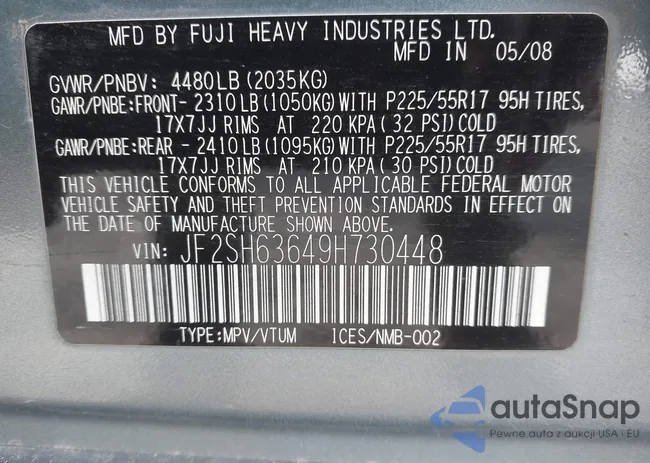 MFD BY FUJI HEAVY INDUSTRIES LTD.
MFD IN 05/08
GVWR/PNBV: 4480LB (2035KG)
GAWR/PNBE:FRONT- 2310LB (1050KG) WITH P225/55R17 95H TIRES,
17X7JJ RIMS AT 220 KPA (32 PSI) COLD
GAWR/PNBE:REAR - 2410LB (1095KG) WITH P225/55R17 95H TIRES,
17X7JJ RIMS AT 210 KPA (30 PSI) COLD
THIS VEHICLE CONFORMS TO ALL APPLICABLE FEDERAL MOTOR
VEHICLE SAFETY AND THEFT PREVENTION STANDARDS IN EFFECT ON
THE DATE OF MANUFACTURE SHOWN ABOVE.
VIN: JF2SH63649H730448
TYPE:MPV/VTUM ICES/NMB-002
autoSnap
Pewne auta z aukcji USA i EU